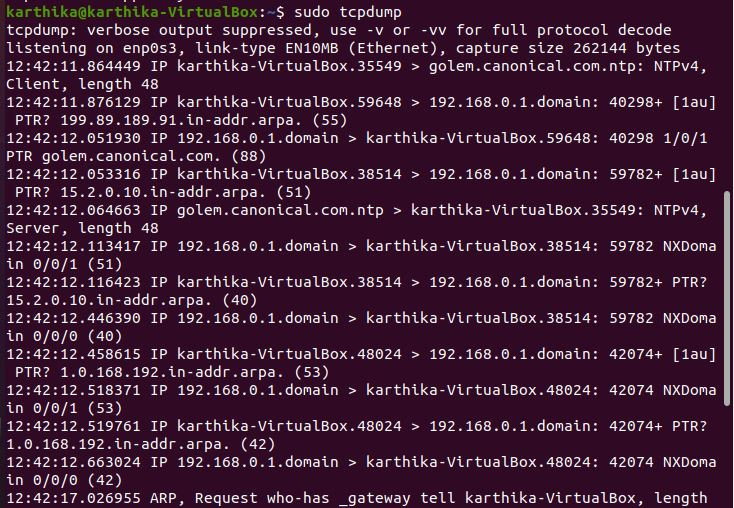 karthika@karthika-VirtualBox:~$ sudo tcpdump
tcpdump: verbose output suppressed, use -v or -vv for full protocol decode
listening on enp0s3, link-type EN10MB (Ethernet), capture size 262144 bytes
12:42:11.864449 IP karthika-VirtualBox.35549 > golem.canonical.com.ntp: NTPv4,
Client, length 48
12:42:11.876129 IP karthika-VirtualBox.59648 > 192.168.0.1.domain: 40298+ [1au]
PTR? 199.89.189.91.in-addr.arpa. (55)
12:42:12.051930 IP 192.168.0.1.domain > karthika-VirtualBox.59648: 40298 1/0/1
PTR golem.canonical.com. (88)
12:42:12.053316 IP karthika-VirtualBox.38514 > 192.168.0.1.domain: 59782+ [1au]
PTR? 15.2.0.10.in-addr.arpa. (51)
12:42:12.064663 IP golem.canonical.com.ntp > karthika-VirtualBox.35549: NTPv4,
Server, length 48
12:42:12.113417 IP 192.168.0.1.domain > karthika-VirtualBox.38514: 59782 NXDoma
in 0/0/1 (51)
12:42:12.116423 IP karthika-VirtualBox.38514 > 192.168.0.1.domain: 59782+ PTR?
15.2.0.10.in-addr.arpa. (40)
12:42:12.446390 IP 192.168.0.1.domain > karthika-VirtualBox.38514: 59782 NXDoma
in 0/0/0 (40)
12:42:12.458615 IP karthika-VirtualBox.48024 > 192.168.0.1.domain: 42074+ [1au]
PTR? 1.0.168.192.in-addr.arpa. (53)
12:42:12.518371 IP 192.168.0.1.domain > karthika-VirtualBox.48024: 42074 NXDoma
in 0/0/1 (53)
12:42:12.519761 IP karthika-VirtualBox.48024 > 192.168.0.1.domain: 42074+ PTR?
1.0.168.192.in-addr.arpa. (42)
12:42:12.663024 IP 192.168.0.1.domain > karthika-VirtualBox.48024: 42074 NXDoma
in 0/0/0 (42)
12:42:17.026955 ARP, Request who-has _gateway tell karthika-VirtualBox, length